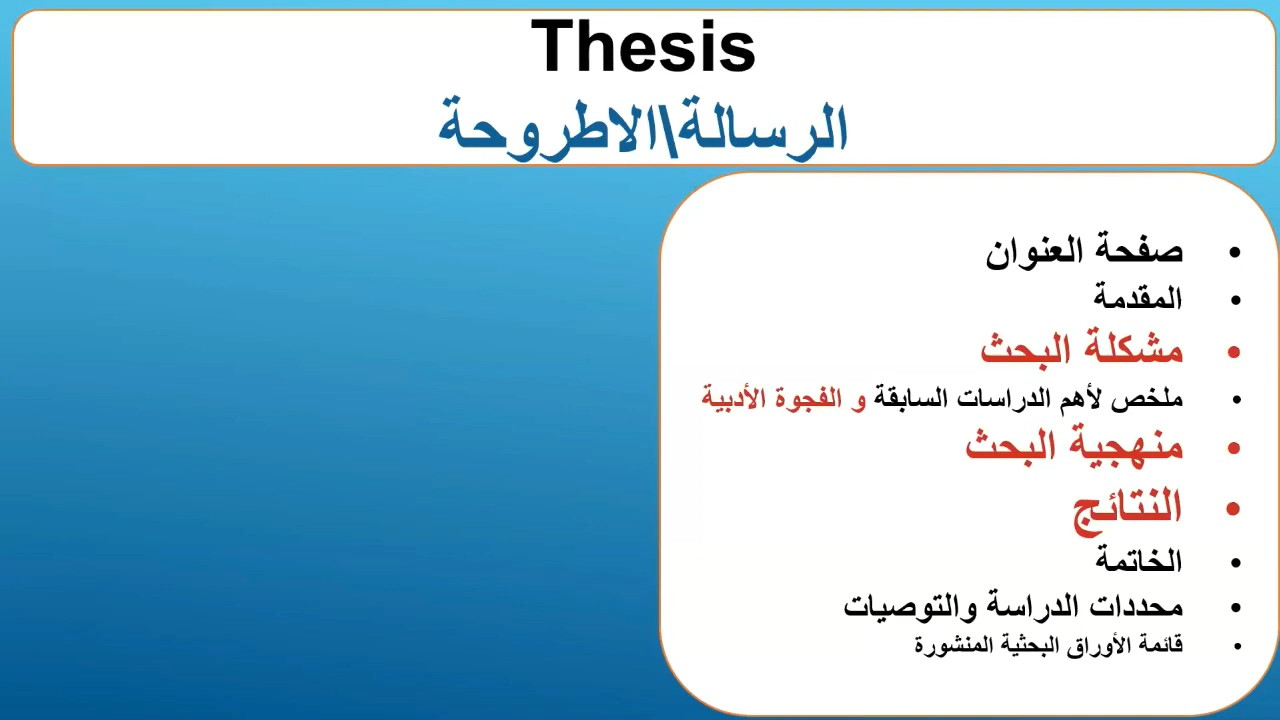 Thesis
الرسالة\الاطروحة
• صفحة العنوان
• المقدمة
• مشكلة البحث
• ملخص لأهم الدراسات السابقة و الفجوة الأدبية
• منهجية البحث
• النتائج
• الخاتمة
• محددات الدراسة والتوصيات
• قائمة الأوراق البحثية المنشورة